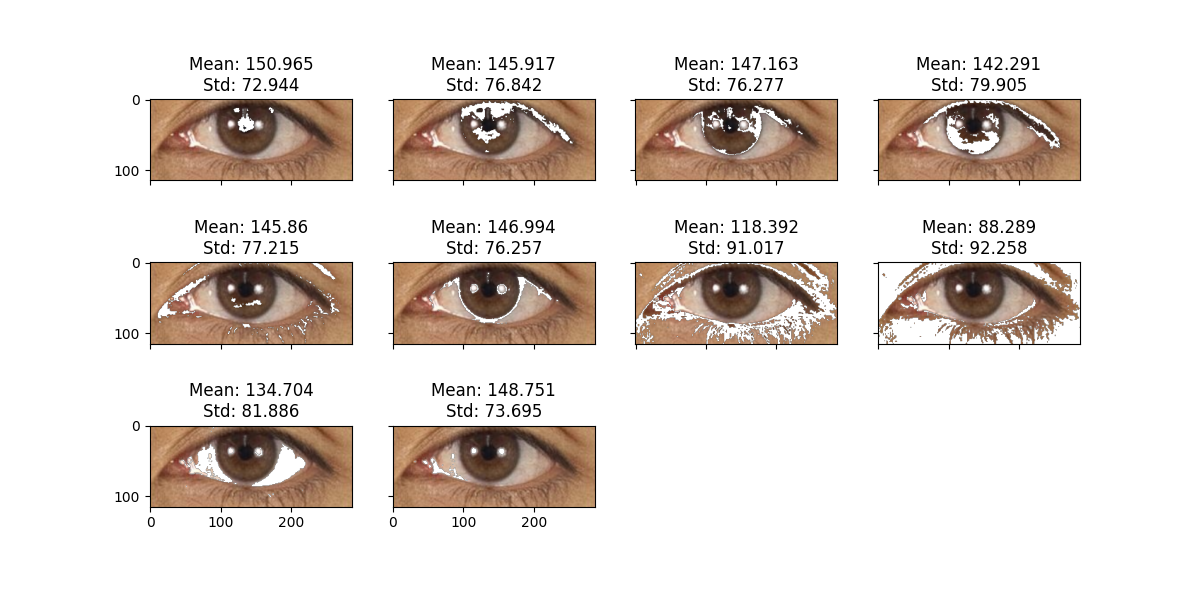 Mean: 150.965
Std: 72.944
Mean: 145.917
Std: 76.842
Mean: 147.163
Std: 76.277
Mean: 142.291
Std: 79.905
0
100
Mean: 145.86
Std: 77.215
Mean: 146.994
Std: 76.257
Mean: 118.392
Std: 91.017
Mean: 88.289
Std: 92.258
0
100
Mean: 134.704
Std: 81.886
Mean: 148.751
Std: 73.695
0
100
0 100 200
0 100 200